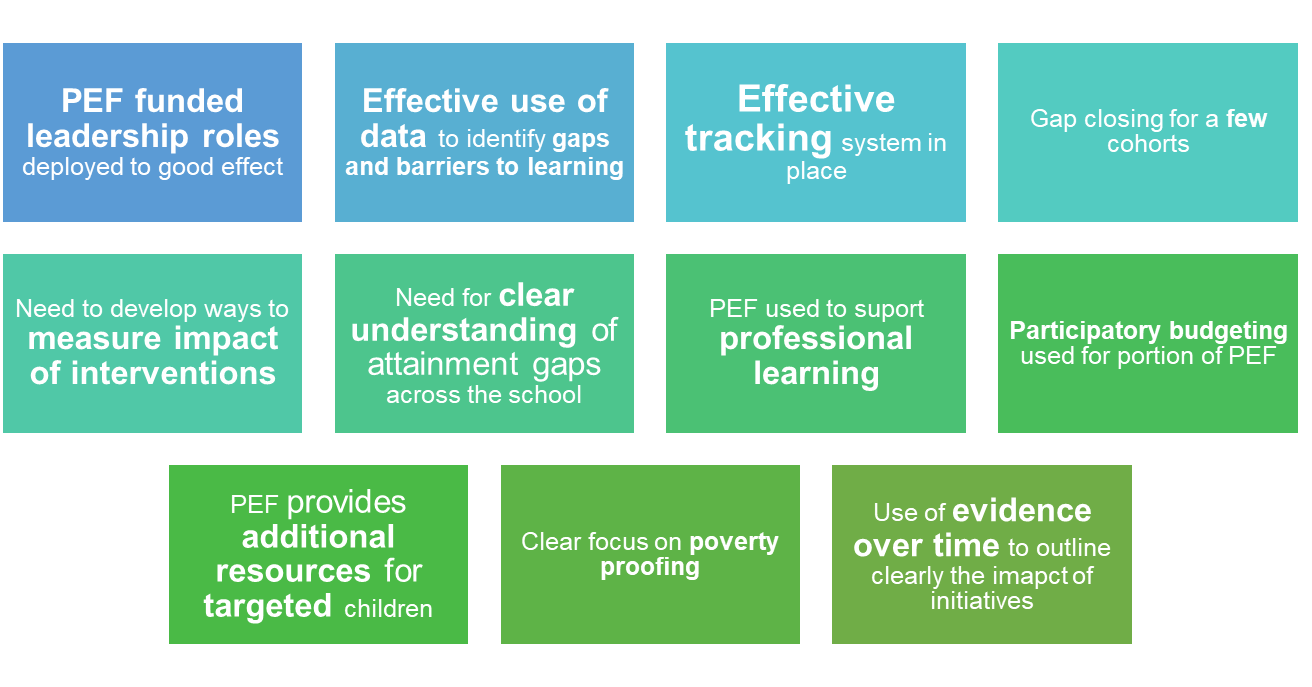 PEF funded
leadership roles
deployed to good effect
Effective use of
data to identify gaps
and barriers to learning
Effective
tracking system in
place
Gap closing for a few
cohorts
Need to develop ways to
measure impact
of interventions
Need for clear
understanding of
attainment gaps
across the school
PEF used to suport
professional
learning
Participatory budgeting
used for portion of PEF
PEF provides
additional
resources for
targeted children
Clear focus on poverty
proofing
Use of evidence
over time to outline
clearly the imapct of
initiatives